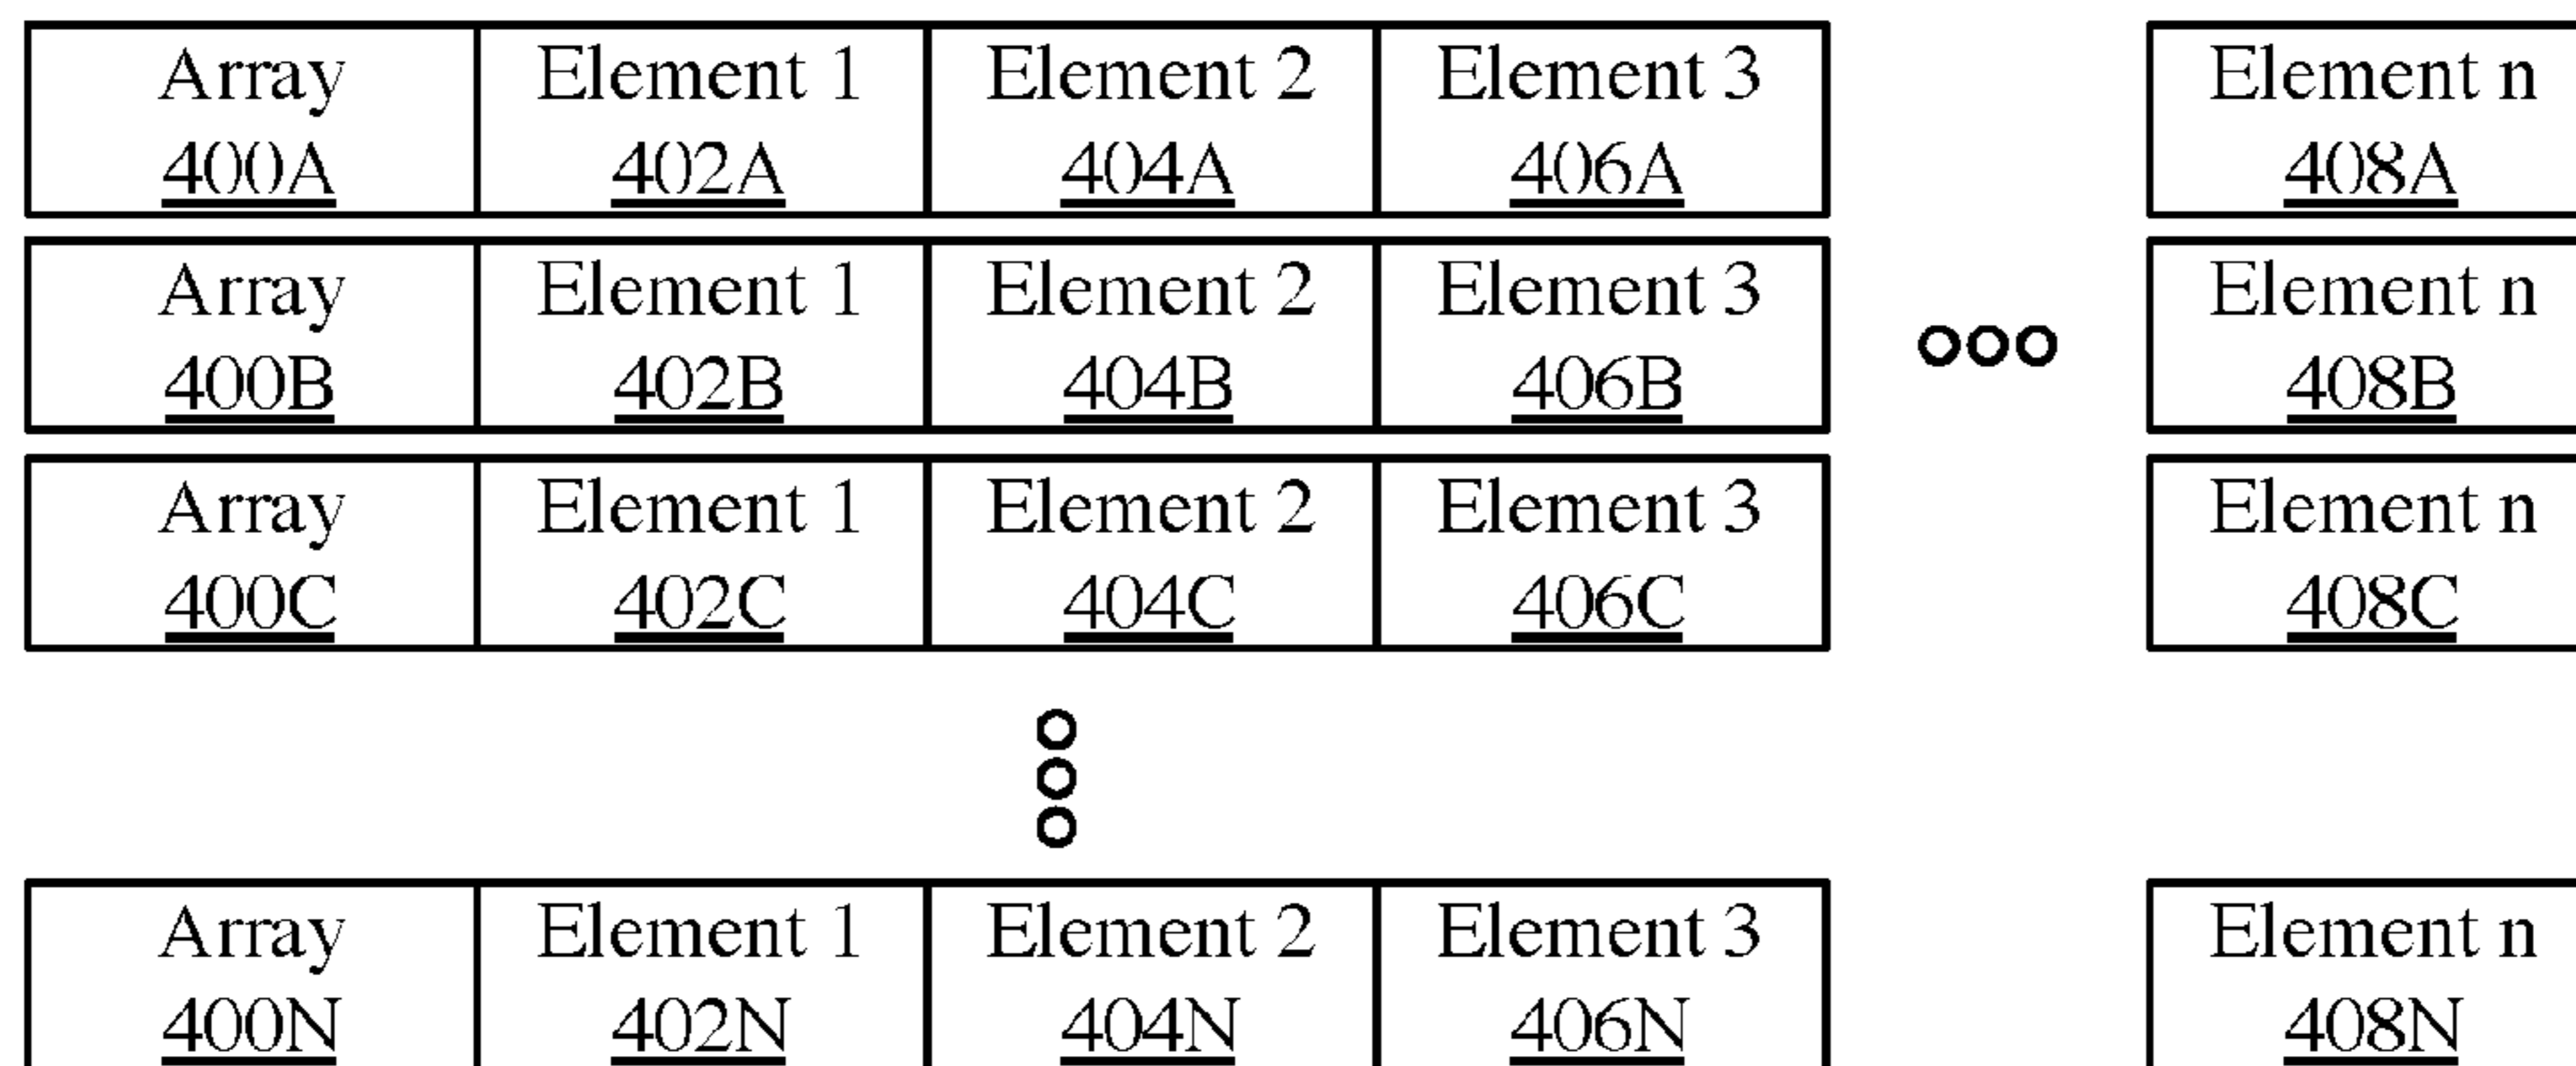 Array Element 1 Element 2 Element 3 Element n
400A 402A 404A 406A 408A
Array Element 1 Element 2 Element 3 Element n
400B 402B 404B 406B 408B
Array Element 1 Element 2 Element 3 Element n
400C 402C 404C 406C 408C
Array Element 1 Element 2 Element 3 Element n
400N 402N 404N 406N 408N